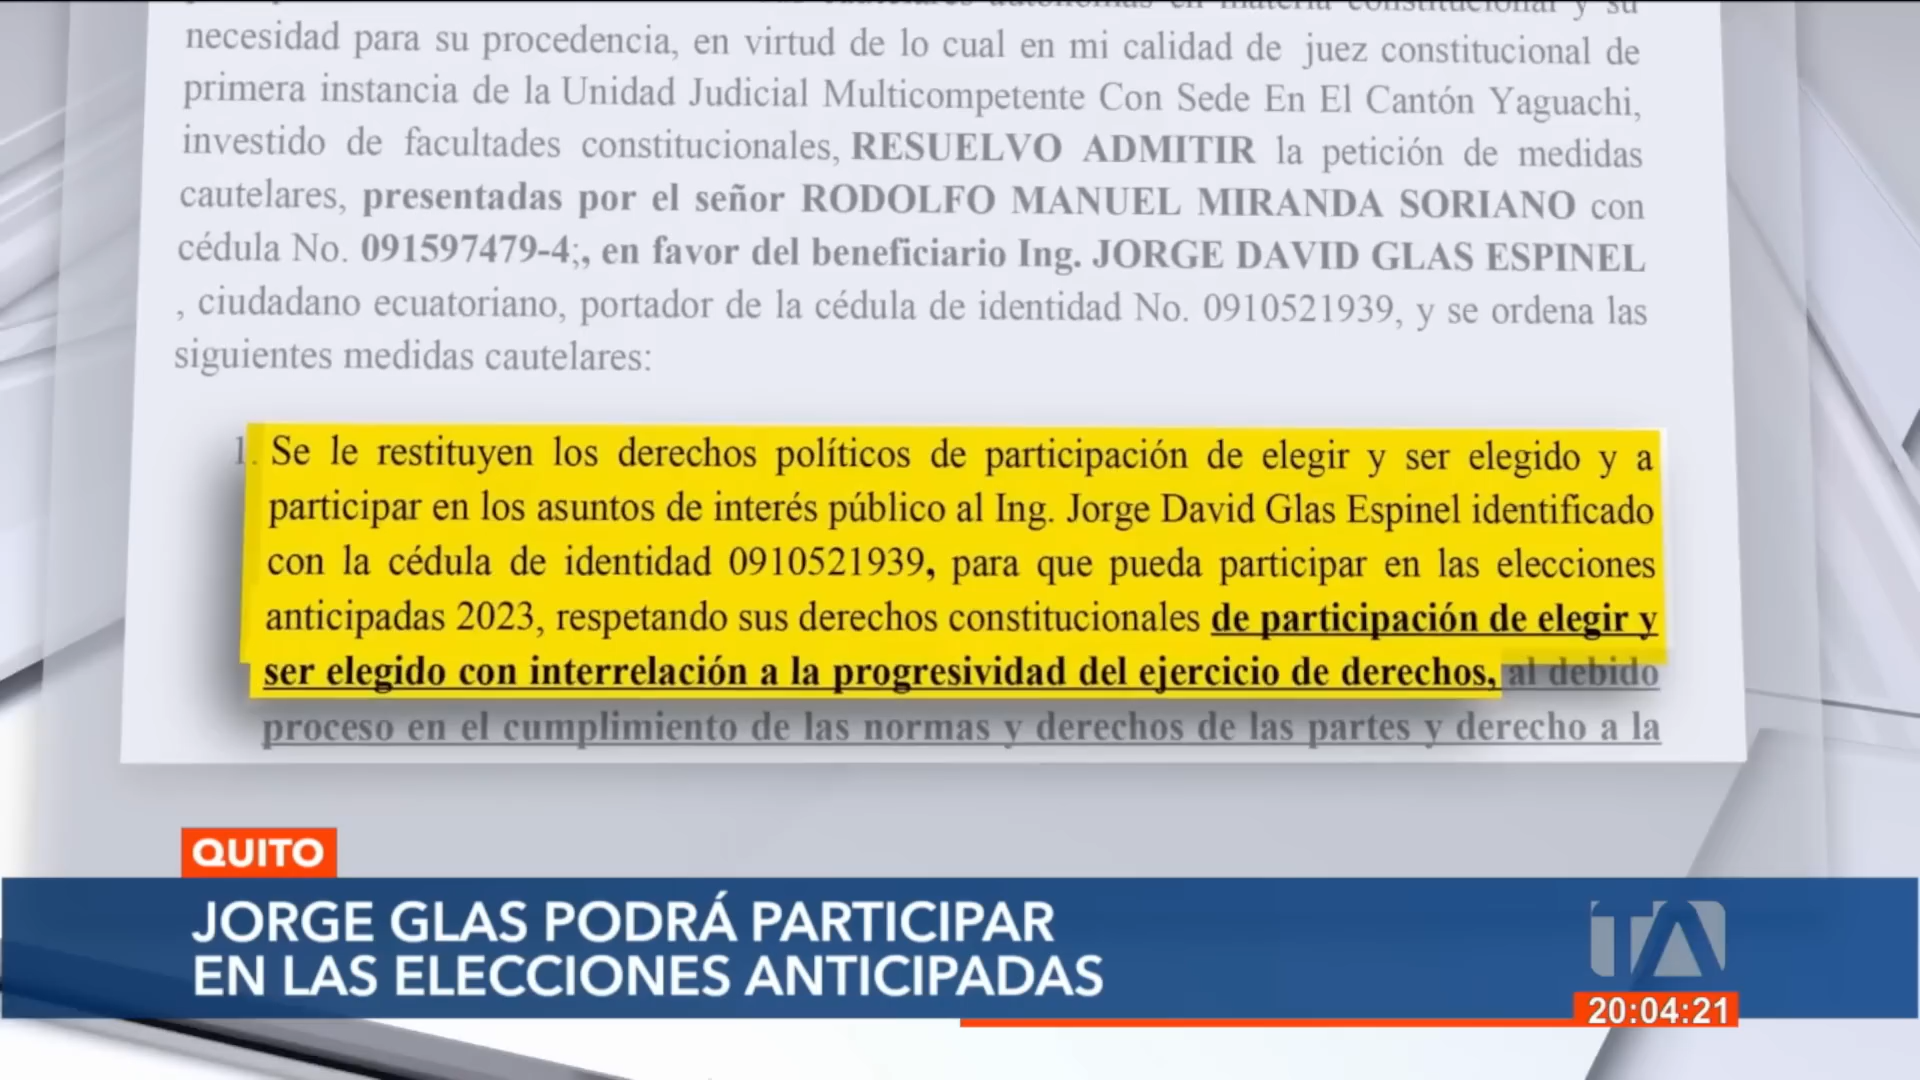 necesidad para su procedencia, en virtud de lo cual en mi calidad de juez constitucional de
primera instancia de la Unidad Judicial Multicompetente Con Sede En El Cantón Yaguachi,
investido de facultades constitucionales, RESUELVO ADMITIR la petición de medidas
cautelares, presentadas por el señor RODOLFO MANUEL MIRANDA SORIANO con
cédula No. 091597479-4;, en favor del beneficiario Ing. JORGE DAVID GLAS ESPINEL
, ciudadano ecuatoriano, portador de la cédula de identidad No. 0910521939, y se ordena las
siguientes medidas cautelares:
1. Se le restituyen los derechos políticos de participación de elegir y ser elegido y a
participar en los asuntos de interés público al Ing. Jorge David Glas Espinel identificado
con la cédula de identidad 0910521939, para que pueda participar en las elecciones
anticipadas 2023, respetando sus derechos constitucionales de participación de elegir y
ser elegido con interrelación a la progresividad del ejercicio de derechos, al debido
proceso en el cumplimiento de las normas y derechos de las partes y derecho a la
QUITO
JORGE GLAS PODRÁ PARTICIPAR
EN LAS ELECCIONES ANTICIPADAS
TA
20:04:21